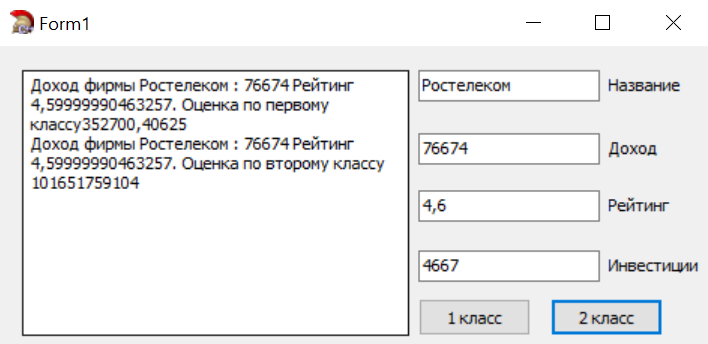 Form1
Доход фирмы Ростелеком : 76674 Рейтинг
4,59999990463257. Оценка по первому
классу352700,40625
Доход фирмы Ростелеком : 76674 Рейтинг
4,59999990463257. Оценка по второму классу
101651759104
Ростелеком Название
76674 Доход
4,6 Рейтинг
4667 Инвестиции
1 класс 2 класс